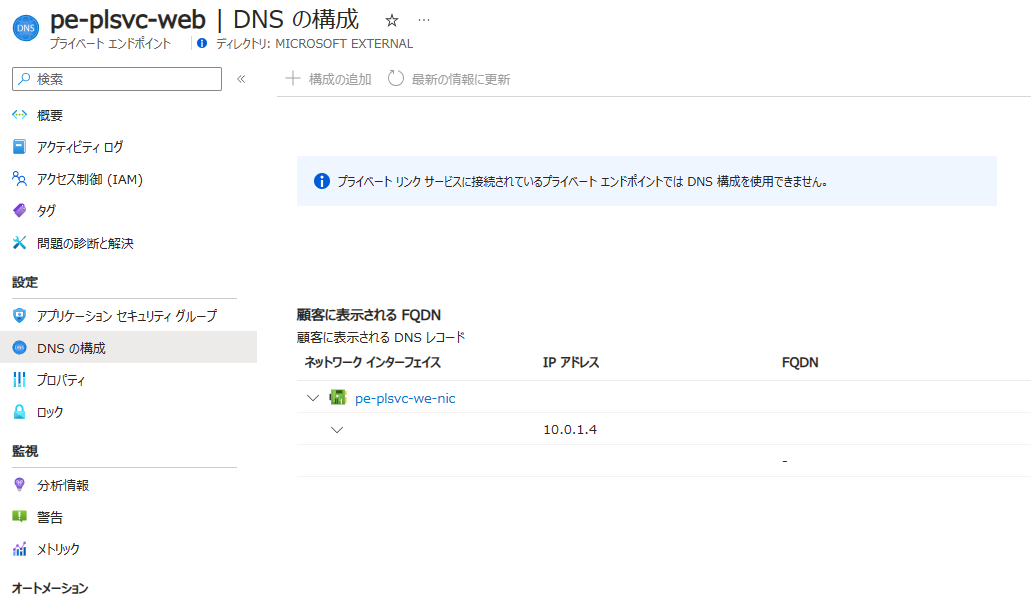 DNS
pe-plsvc-web | DNS の構成
プライベート エンドポイント
ディレクトリ: MICROSOFT EXTERNAL
検索
構成の追加
最新の情報に更新
概要
アクティビティ ログ
アクセス制御 (IAM)
タグ
問題の診断と解決
設定
アプリケーション セキュリティ グループ
DNS の構成
プロパティ
ロック
監視
分析情報
警告
メトリック
オートメーション
プライベート リンク サービスに接続されているプライベート エンドポイントでは DNS 構成を使用できません。
顧客に表示される FQDN
顧客に表示される DNS レコード
ネットワーク インターフェイス IP アドレス FQDN
pe-plsvc-we-nic
10.0.1.4
-